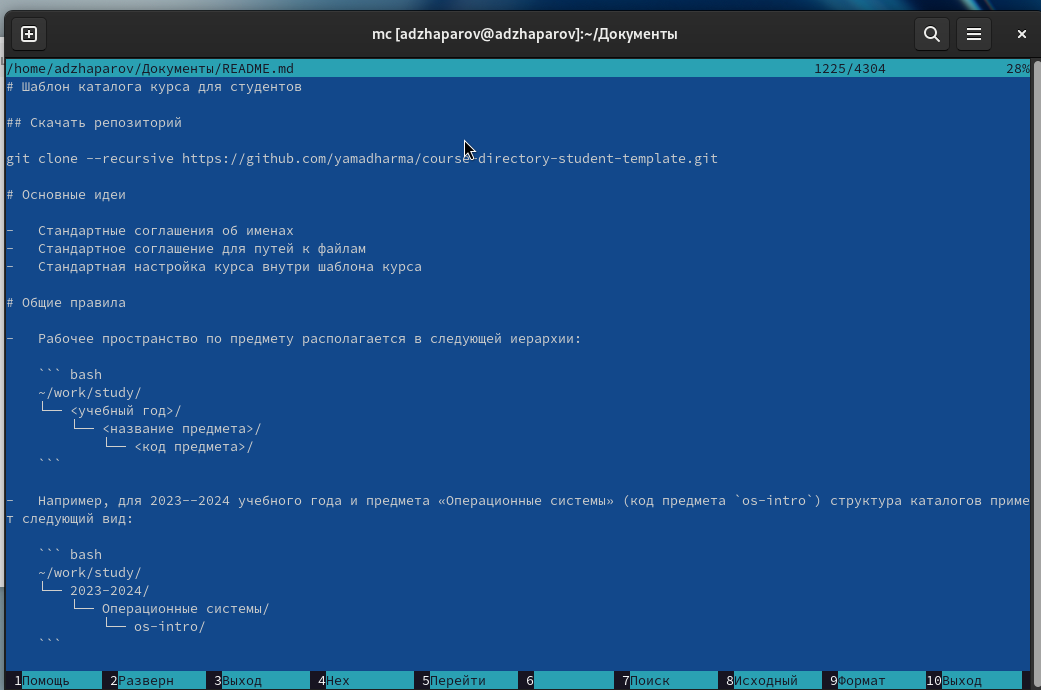 mc [adzhaparov@adzhaparov]:~/Документы
/home/adzhaparov/Документы/README.md 1225/4304 28%
# Шаблон каталога курса для студентов
## Скачать репозиторий
git clone --recursive https://github.com/yamadharma/course-directory-student-template.git
# Основные идеи
-   Стандартные соглашения об именах
-   Стандартное соглашение для путей к файлам
-   Стандартная настройка курса внутри шаблона курса
# Общие правила
-   Рабочее пространство по предмету располагается в следующей иерархии:
    ``` bash
    ~/work/study/
    └── <учебный год>/
        └── <название предмета>/
            └── <код предмета>/
    ```
-   Например, для 2023--2024 учебного года и предмета «Операционные системы» (код предмета `os-intro`) структура каталогов приме
т следующий вид:
    ``` bash
    ~/work/study/
    └── 2023-2024/
        └── Операционные системы/
            └── os-intro/
    ```
1Помощь 2Разверн 3Выход 4Hex 5Перейти 6 7Поиск 8Исходный 9Формат 10Выход